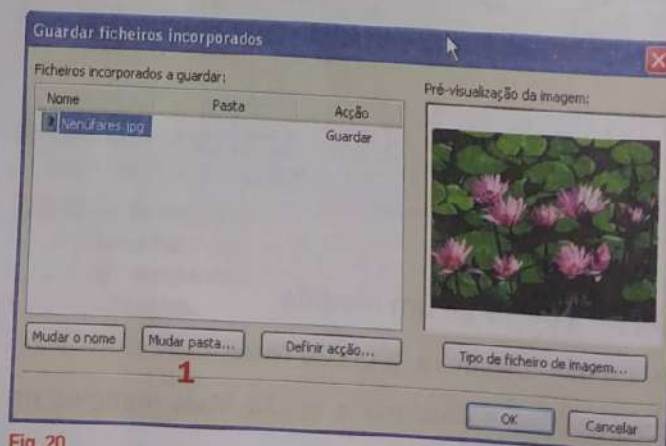 Guardar ficheiros incorporados
Ficheiros incorporados a guardar:
Pré-visualização da imagem:
Nome Pasta Acção
Nenúfares.jpg Guardar
Mudar o nome Mudar pasta... Definir acção... Tipo de ficheiro de imagem...
1
OK Cancelar
Fig. 20